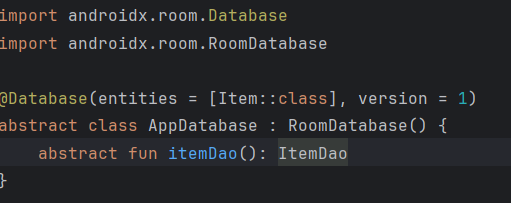 import androidx.room.Database
import androidx.room.RoomDatabase
@Database(entities = [Item::class], version = 1)
abstract class AppDatabase : RoomDatabase() {
abstract fun itemDao(): ItemDao
}